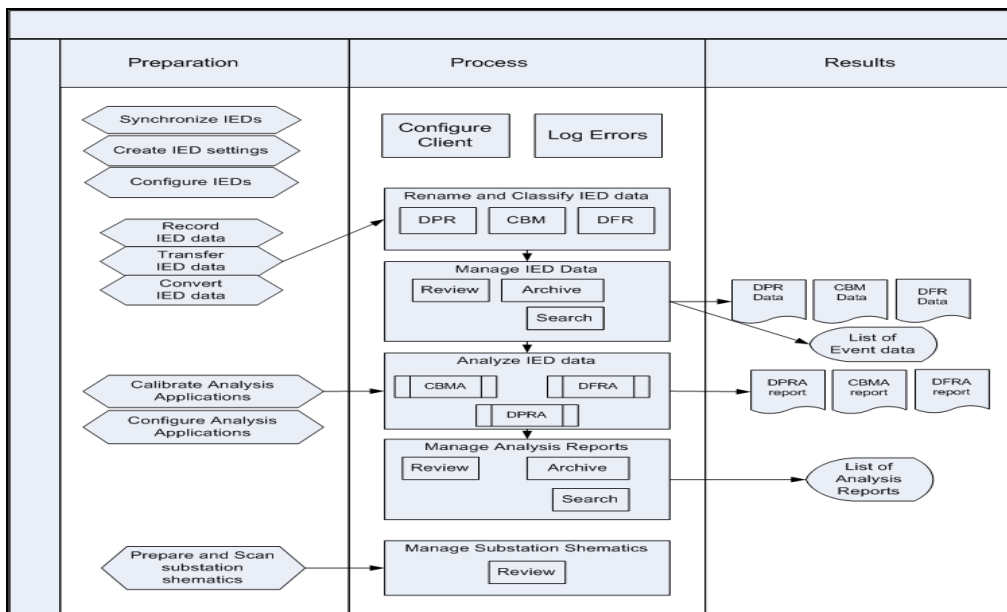 Preparation
Process
Results
Synchronize IEDs
Create IED settings
Configure IEDs
Record
IED data
Transfer
IED data
Convert
IED data
Calibrate Analysis
Applications
Configure Analysis
Applications
Prepare and Scan
substation
shematics
Configure
Client
Log Errors
Rename and Classify IED data
DPR
CBM
DFR
Manage IED Data
Review
Archive
Search
Analyze IED data
CBMA
DFRA
DPRA
Manage Analysis Reports
Review
Archive
Search
Manage Substation Shematics
Review
DPR
Data
CBM
Data
DFR
Data
List of
Event data
DPRA
report
CBMA
report
DFRA
report
List of
Analysis
Reports